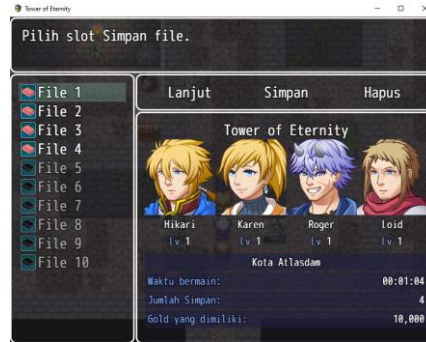 Tower of Eternity
Pilih slot Simpan file.
File 1
File 2
File 3
File 4
File 5
File 6
File 7
File 8
File 9
File 10
Lanjut Simpan Hapus
Tower of Eternity
Hikari Karen Roger Loid
lv 1 lv 1 lv 1 lv 1
Kota Atlasdam
Waktu bermain: 00:01:04
Jumlah Simpan: 4
Gold yang dimiliki: 10,000